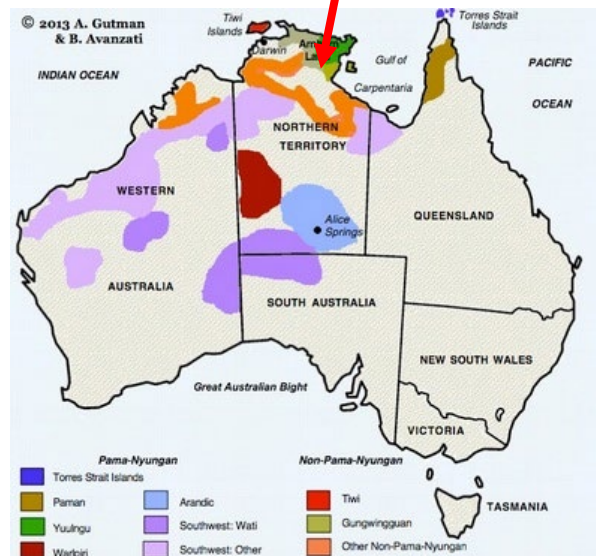 © 2013 A. Gutman
& B. Avanzati
Tiwi
Islands
Torres Strait
Islands
Darwin
Gulf of
Carpentaria
INDIAN OCEAN
PACIFIC
OCEAN
NORTHERN
TERRITORY
WESTERN
AUSTRALIA
QUEENSLAND
Alice
Springs
SOUTH AUSTRALIA
NEW SOUTH WALES
Great Australian Bight
VICTORIA
TASMANIA
Pama-Nyungan
Torres Strait Islands
Paman
Yuulngu
Warlpiri
Arandic
Southwest: Wati
Southwest: Other
Non-Pama-Nyungan
Tiwi
Gungwingguan
Other Non-Pama-Nyungan